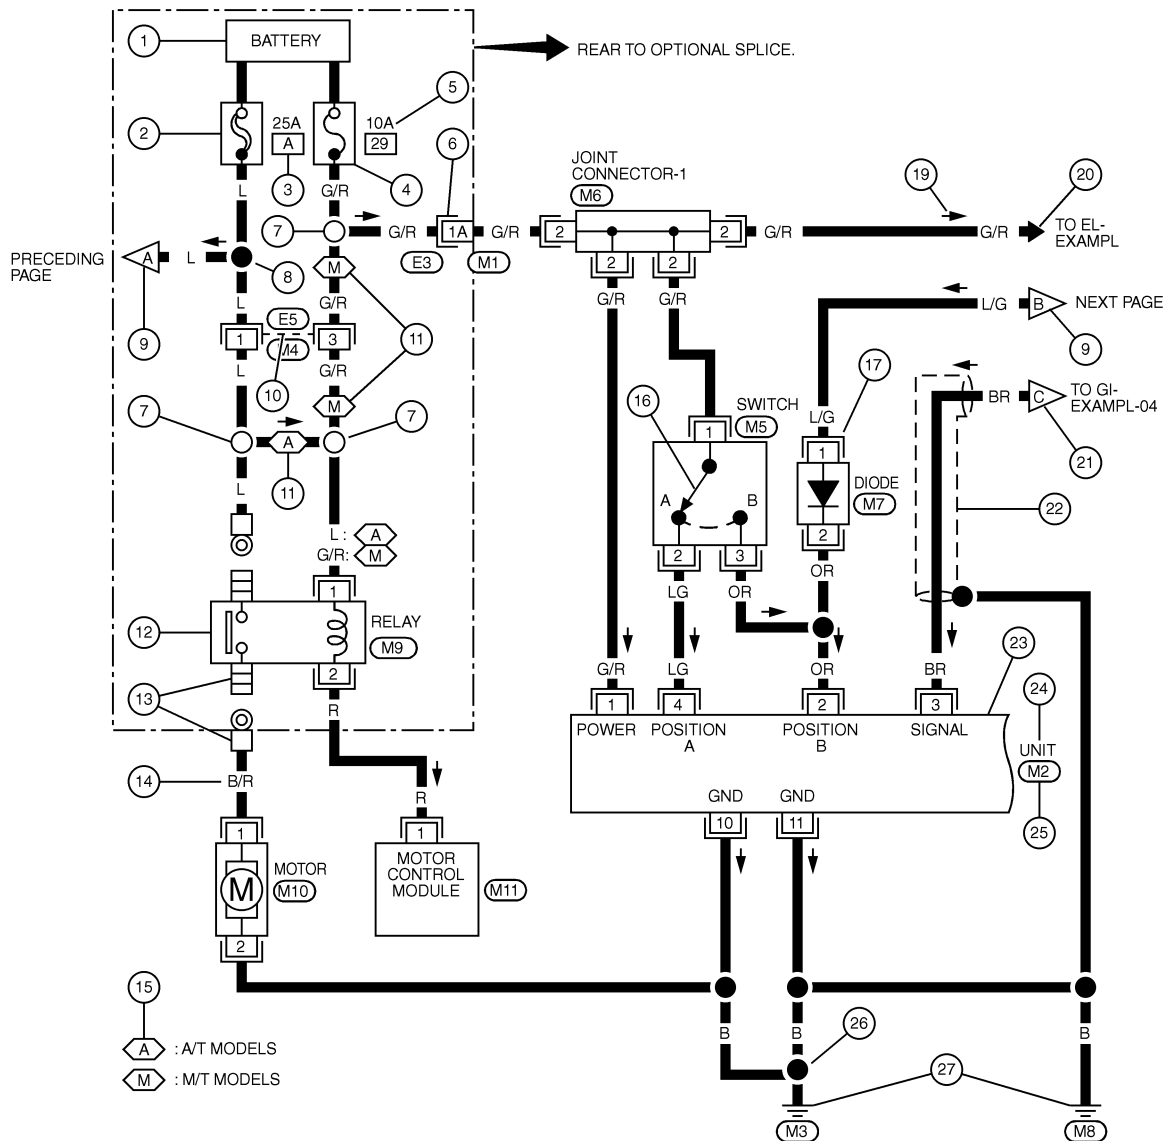 1
BATTERY
REAR TO OPTIONAL SPLICE.
2
25A
A
3
10A
29
5
4
6
L
G/R
7
G/R
1A
G/R
E3
M1
JOINT
CONNECTOR-1
M6
2
2
2
2
G/R
19
G/R
20
TO EL-
EXAMPL
PRECEDING
PAGE
A
L
8
M
9
L
G/R
E5
1
3
M4
11
L
G/R
10
M
7
7
A
11
L
L :
A
G/R:
M
G/R
G/R
L/G
B
NEXT PAGE
9
17
BR
C
TO GI-
EXAMPL-04
21
16
SWITCH
M5
1
L/G
1
A
B
DIODE
M7
22
2
3
2
LG
OR
OR
1
12
RELAY
M9
2
13
R
G/R
LG
OR
BR
23
1
4
2
3
24
POWER
POSITION
A
POSITION
B
SIGNAL
UNIT
M2
25
GND
GND
10
11
14
B/R
R
1
1
MOTOR
CONTROL
MODULE
M11
MOTOR
M10
M
2
15
A
: A/T MODELS
M
: M/T MODELS
B
B
B
26
27
M3
M8